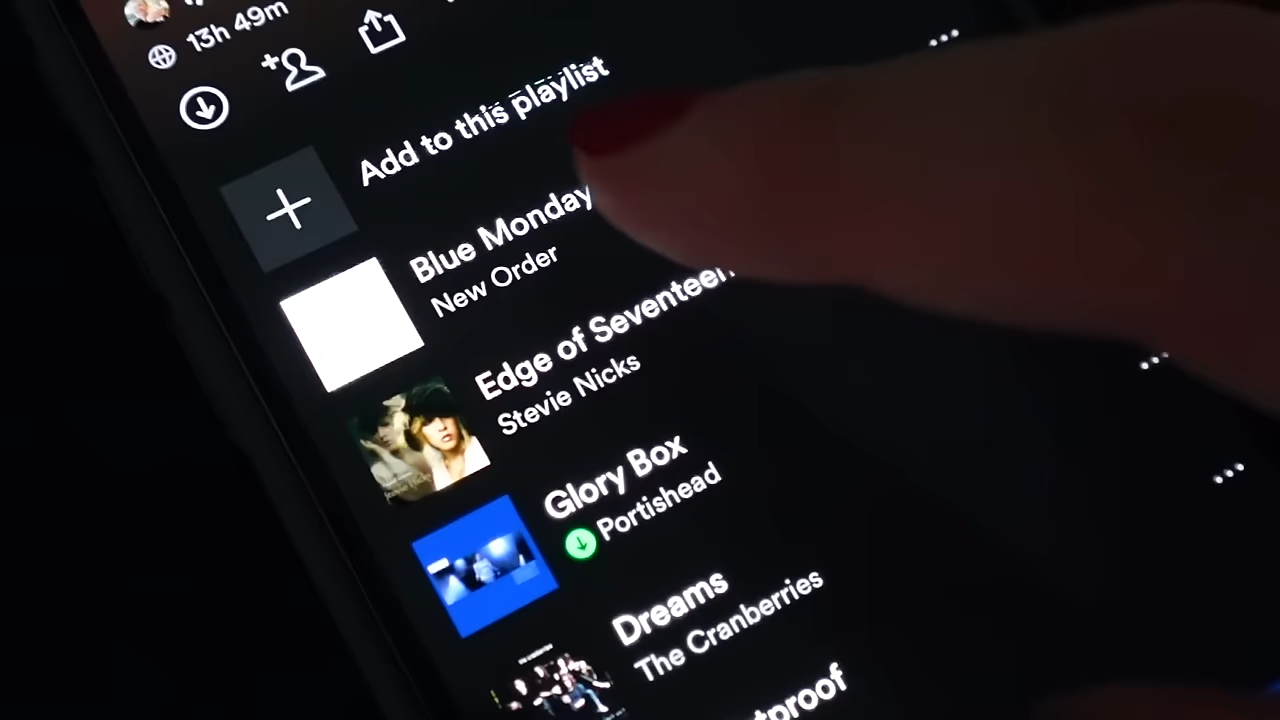 13h 49m
Add to this playlist
Blue Monday
New Order
Edge of Seventeen
Stevie Nicks
Glory Box
Portishead
Dreams
The Cranberries
tproof